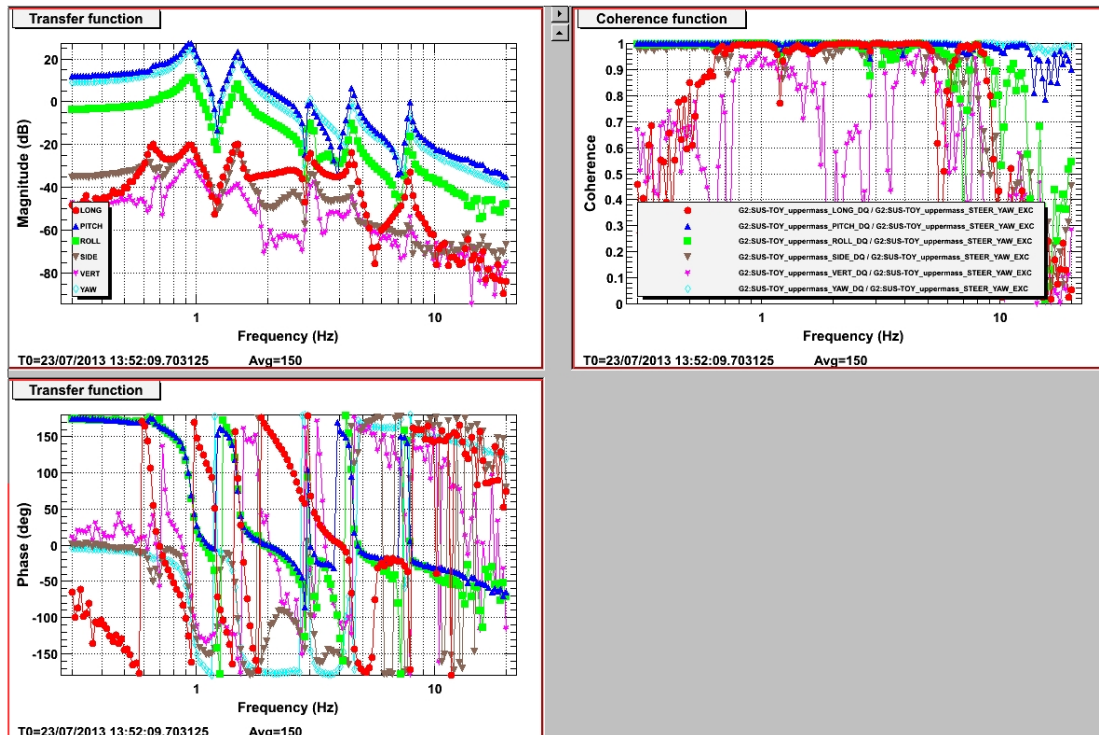 Transfer function
Magnitude (dB)
20
0
-20
-40
-60
-80
LONG
PITCH
ROLL
SIDE
VERT
YAW
1
10
Frequency (Hz)
T0=23/07/2013 13:52:09.703125 Avg=150
Coherence function
Coherence
1
0.9
0.8
0.7
0.6
0.5
0.4
0.3
0.2
0.1
0
G2:SUS-TOY_uppermass_LONG_DQ / G2:SUS-TOY_uppermass_STEER_YAW_EXC
G2:SUS-TOY_uppermass_PITCH_DQ / G2:SUS-TOY_uppermass_STEER_YAW_EXC
G2:SUS-TOY_uppermass_ROLL_DQ / G2:SUS-TOY_uppermass_STEER_YAW_EXC
G2:SUS-TOY_uppermass_SIDE_DQ / G2:SUS-TOY_uppermass_STEER_YAW_EXC
G2:SUS-TOY_uppermass_VERT_DQ / G2:SUS-TOY_uppermass_STEER_YAW_EXC
G2:SUS-TOY_uppermass_YAW_DQ / G2:SUS-TOY_uppermass_STEER_YAW_EXC
1
10
Frequency (Hz)
T0=23/07/2013 13:52:09.703125 Avg=150
Transfer function
Phase (deg)
150
100
50
0
-50
-100
-150
1
10
Frequency (Hz)
T0=23/07/2013 13:52:09.703125 Avg=150